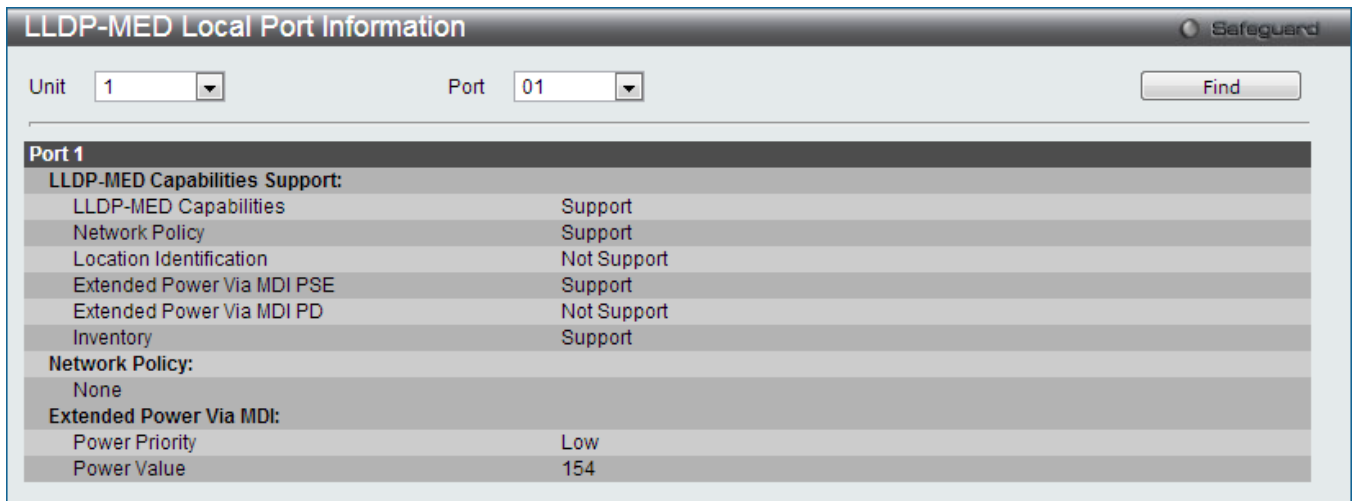 LLDP-MED Local Port Information Safeguard
Unit 1 Port 01 Find
Port 1
LLDP-MED Capabilities Support:
LLDP-MED Capabilities Support
Network Policy Support
Location Identification Not Support
Extended Power Via MDI PSE Support
Extended Power Via MDI PD Not Support
Inventory Support
Network Policy:
None
Extended Power Via MDI:
Power Priority Low
Power Value 154